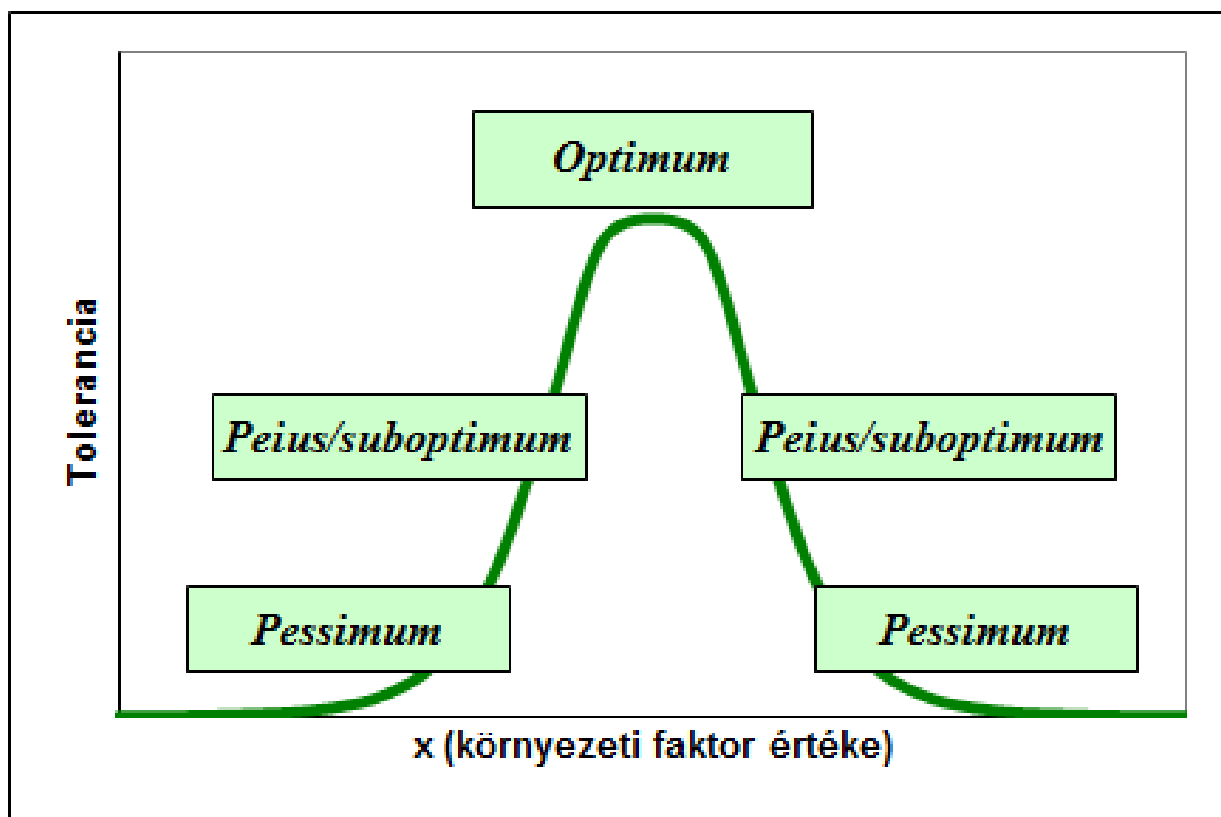 Optimum
Tolerancia
Peius/suboptimum
Peius/suboptimum
Pessimum
Pessimum
x (környezeti faktor értéke)